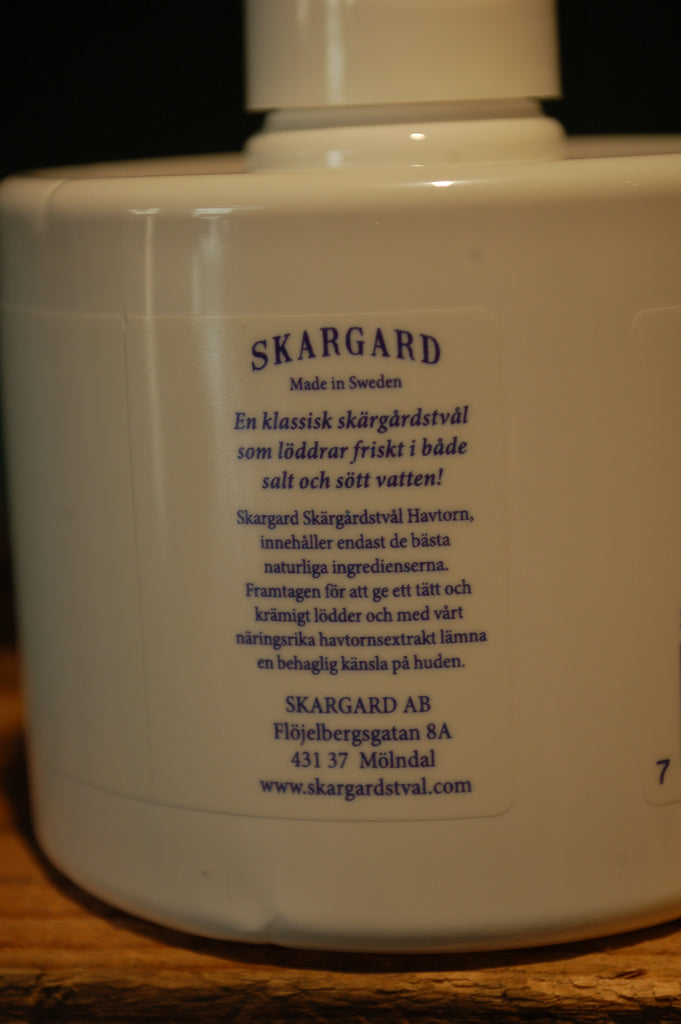 SKARGARD
Made in Sweden
En klassisk skärgårdstvål
som löddrar friskt i både
salt och sött vatten!
Skargard Skärgårdstvål Havtorn,
innehåller endast de bästa
naturliga ingredienserna.
Framtagen för att ge ett tätt och
krämigt lödder och med vårt
näringsrika havtornsextrakt lämna
en behaglig känsla på huden.
SKARGARD AB
Flöjelbergsgatan 8A
431 37 Mölndal
www.skargardstval.com
7